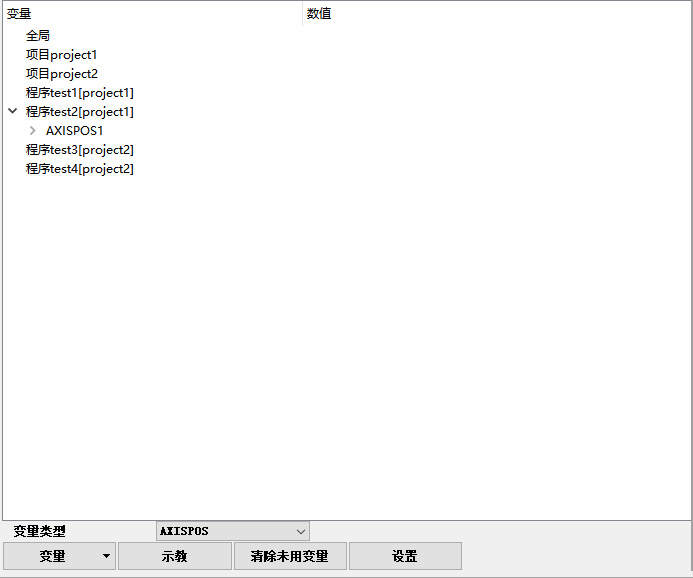 变量 数值
全局
项目project1
项目project2
程序test1[project1]
程序test2[project1]
AXISPOS1
程序test3[project2]
程序test4[project2]
变量类型 AXISPOS
变量 示教 清除未用变量 设置